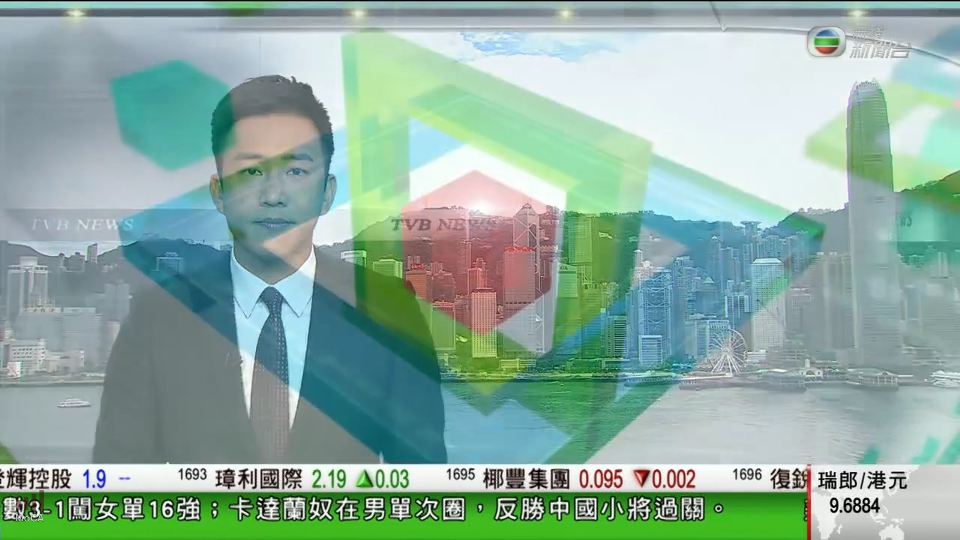 新聞台
TVB NEWS TVB NEWS
登輝控股 1.9 -- 1693 璋利國際 2.19 ▲0.03 1695 椰豐集團 0.095 ▼0.002 1696 復銳
瑞郎/港元
9.6884
數3-1闖女單16強；卡達蘭奴在男單次圈，反勝中國小將過關。